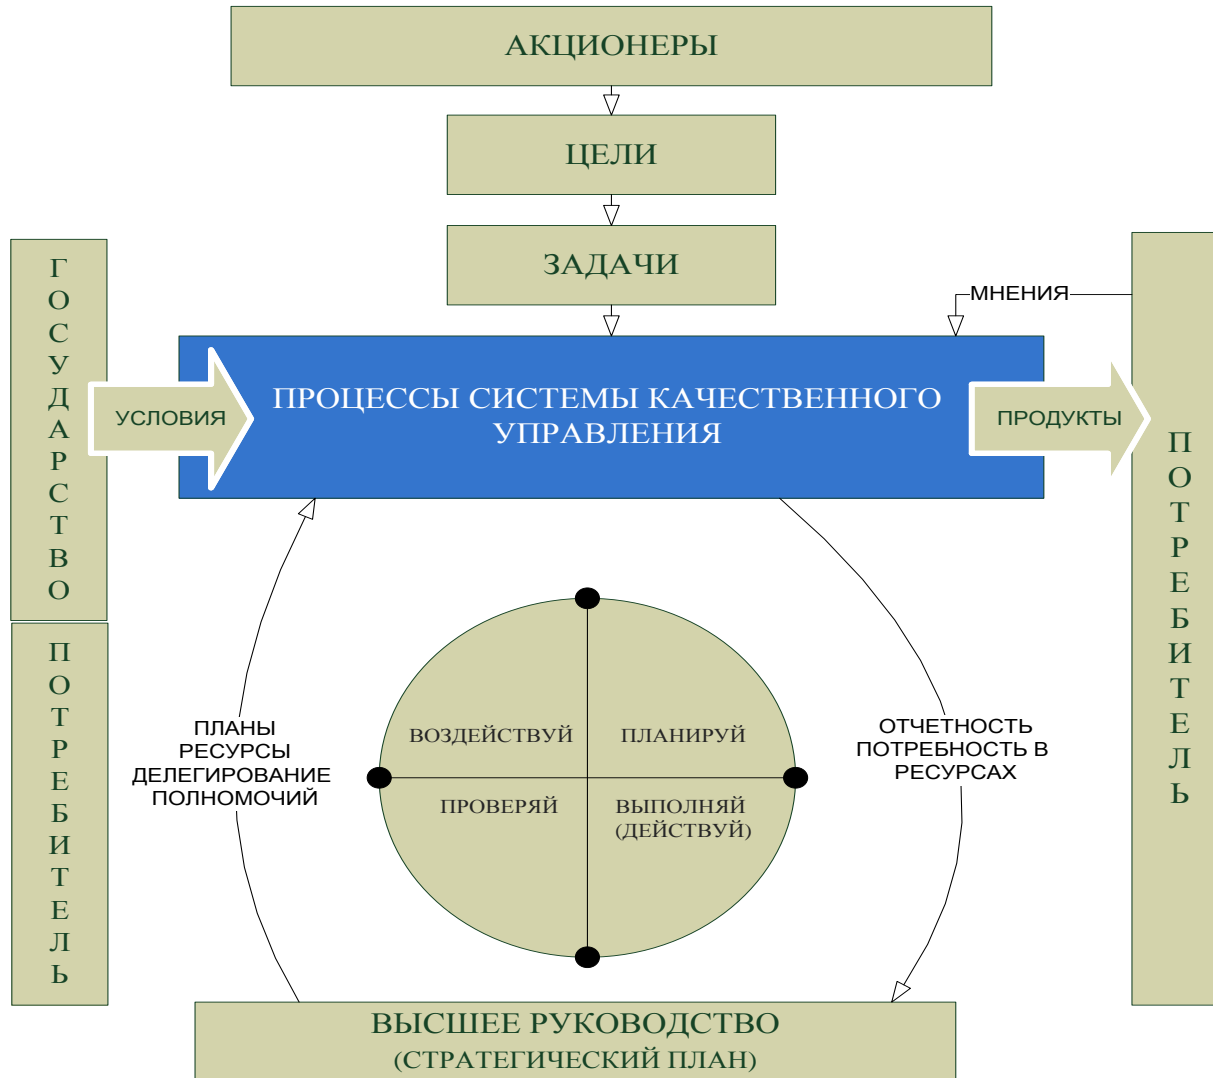 АКЦИОНЕРЫ
ЦЕЛИ
ЗАДАЧИ
ГОСУДАРСТВО
МНЕНИЯ
УСЛОВИЯ
ПРОЦЕССЫ СИСТЕМЫ КАЧЕСТВЕННОГО
УПРАВЛЕНИЯ
ПРОДУКТЫ
ПОТРЕБИТЕЛЬ
ПОТРЕБИТЕЛЬ
ПЛАНЫ
РЕСУРСЫ
ДЕЛЕГИРОВАНИЕ
ПОЛНОМОЧИЙ
ВОЗДЕЙСТВУЙ
ПЛАНИРУЙ
ПРОВЕРЯЙ
ВЫПОЛНЯЙ
(ДЕЙСТВУЙ)
ОТЧЕТНОСТЬ
ПОТРЕБНОСТЬ В
РЕСУРСАХ
ВЫСШЕЕ РУКОВОДСТВО
(СТРАТЕГИЧЕСКИЙ ПЛАН)